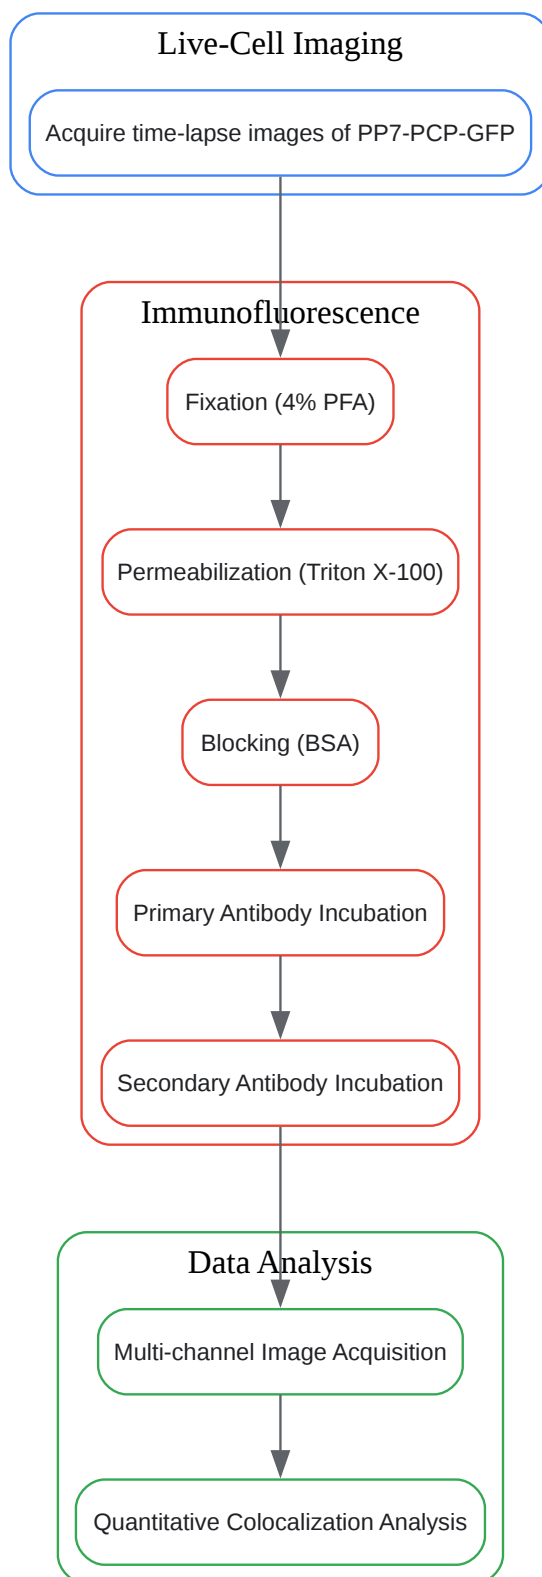 Live-Cell Imaging
Acquire time-lapse images of PP7-PCP-GFP
Immunofluorescence
Fixation (4% PFA)
Permeabilization (Triton X-100)
Blocking (BSA)
Primary Antibody Incubation
Secondary Antibody Incubation
Data Analysis
Multi-channel Image Acquisition
Quantitative Colocalization Analysis